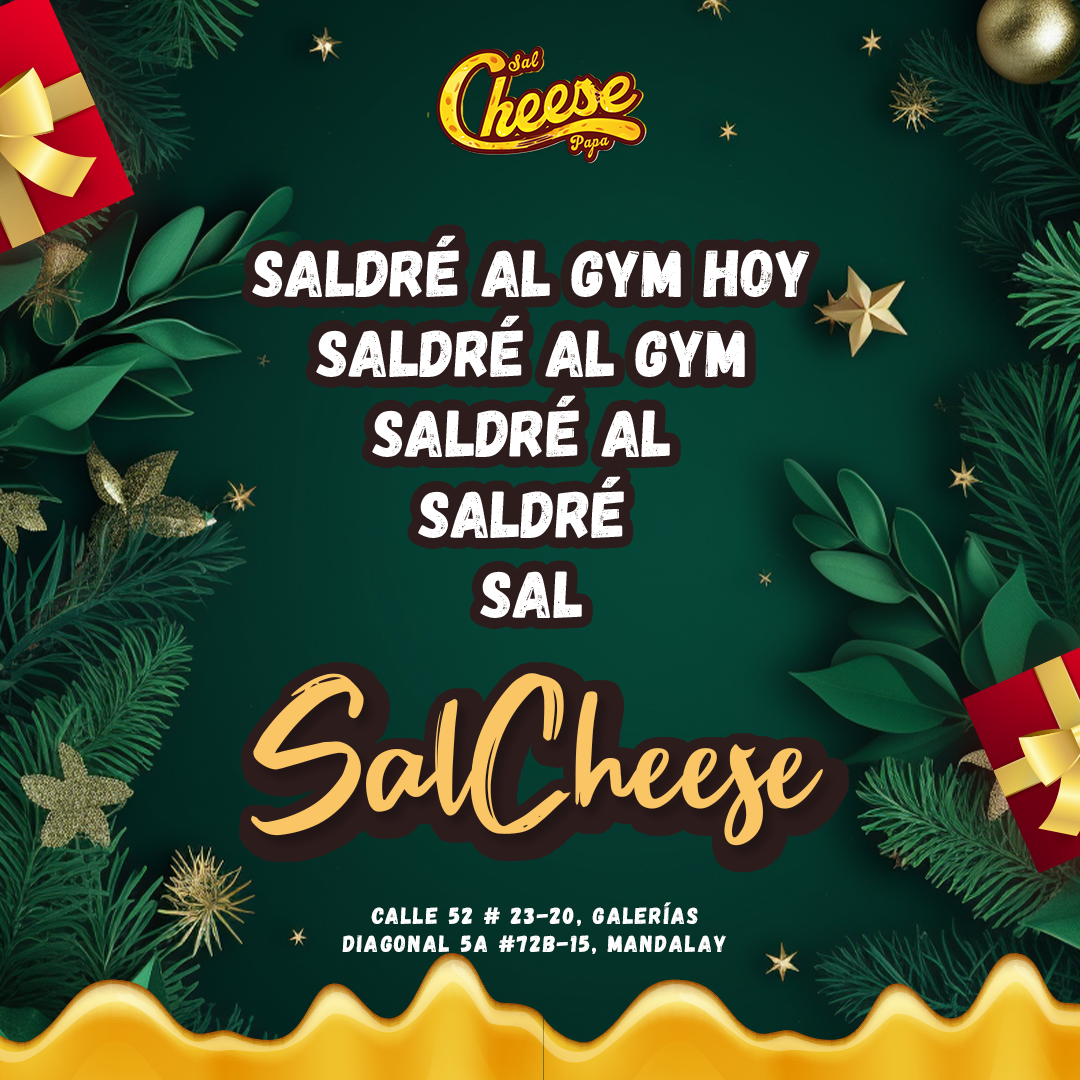 Sal
Cheese
Papa
SALDRÉ AL GYM HOY
SALDRÉ AL GYM
SALDRÉ AL
SALDRÉ
SAL
SalCheese
CALLE 52 # 23-20, GALERÍAS
DIAGONAL 5A #72B-15, MANDALAY